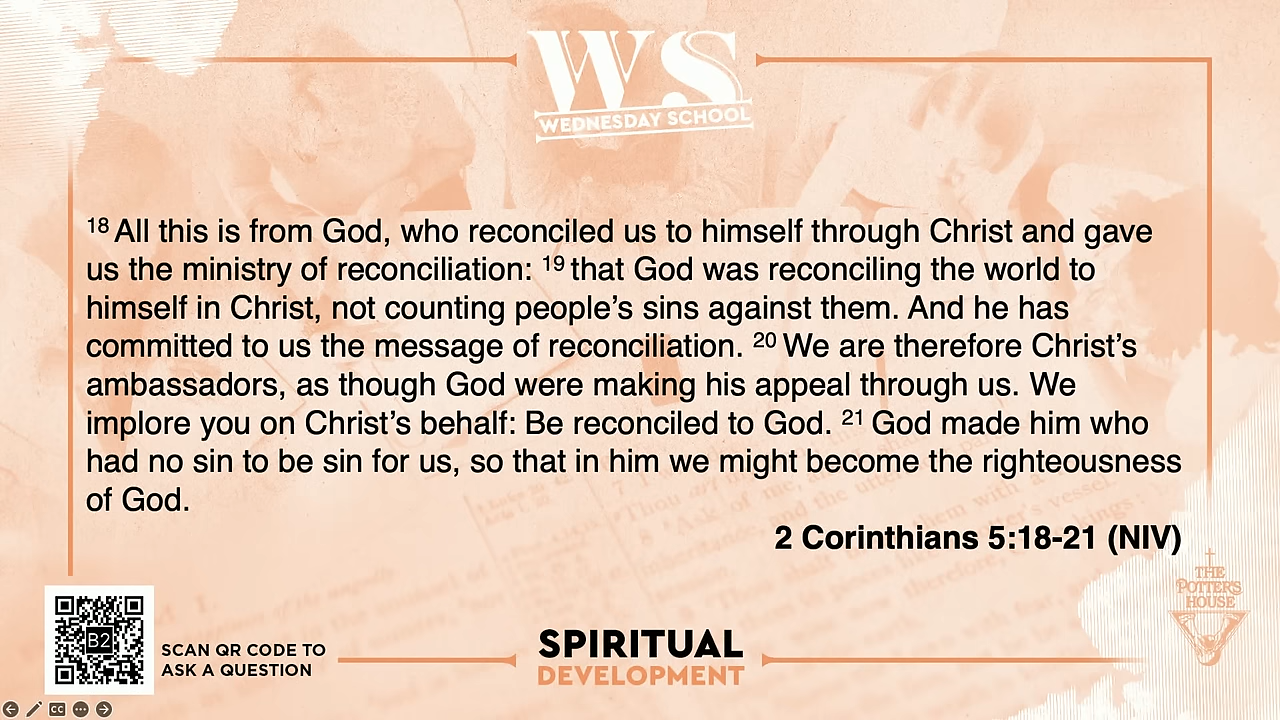 WS
WEDNESDAY SCHOOL
18 All this is from God, who reconciled us to himself through Christ and gave
us the ministry of reconciliation: 19 that God was reconciling the world to
himself in Christ, not counting people’s sins against them. And he has
committed to us the message of reconciliation. 20 We are therefore Christ’s
ambassadors, as though God were making his appeal through us. We
implore you on Christ’s behalf: Be reconciled to God. 21 God made him who
had no sin to be sin for us, so that in him we might become the righteousness
of God.
2 Corinthians 5:18-21 (NIV)
THE
POTTER'S
HOUSE
B2
SCAN QR CODE TO
ASK A QUESTION
SPIRITUAL
DEVELOPMENT
CC